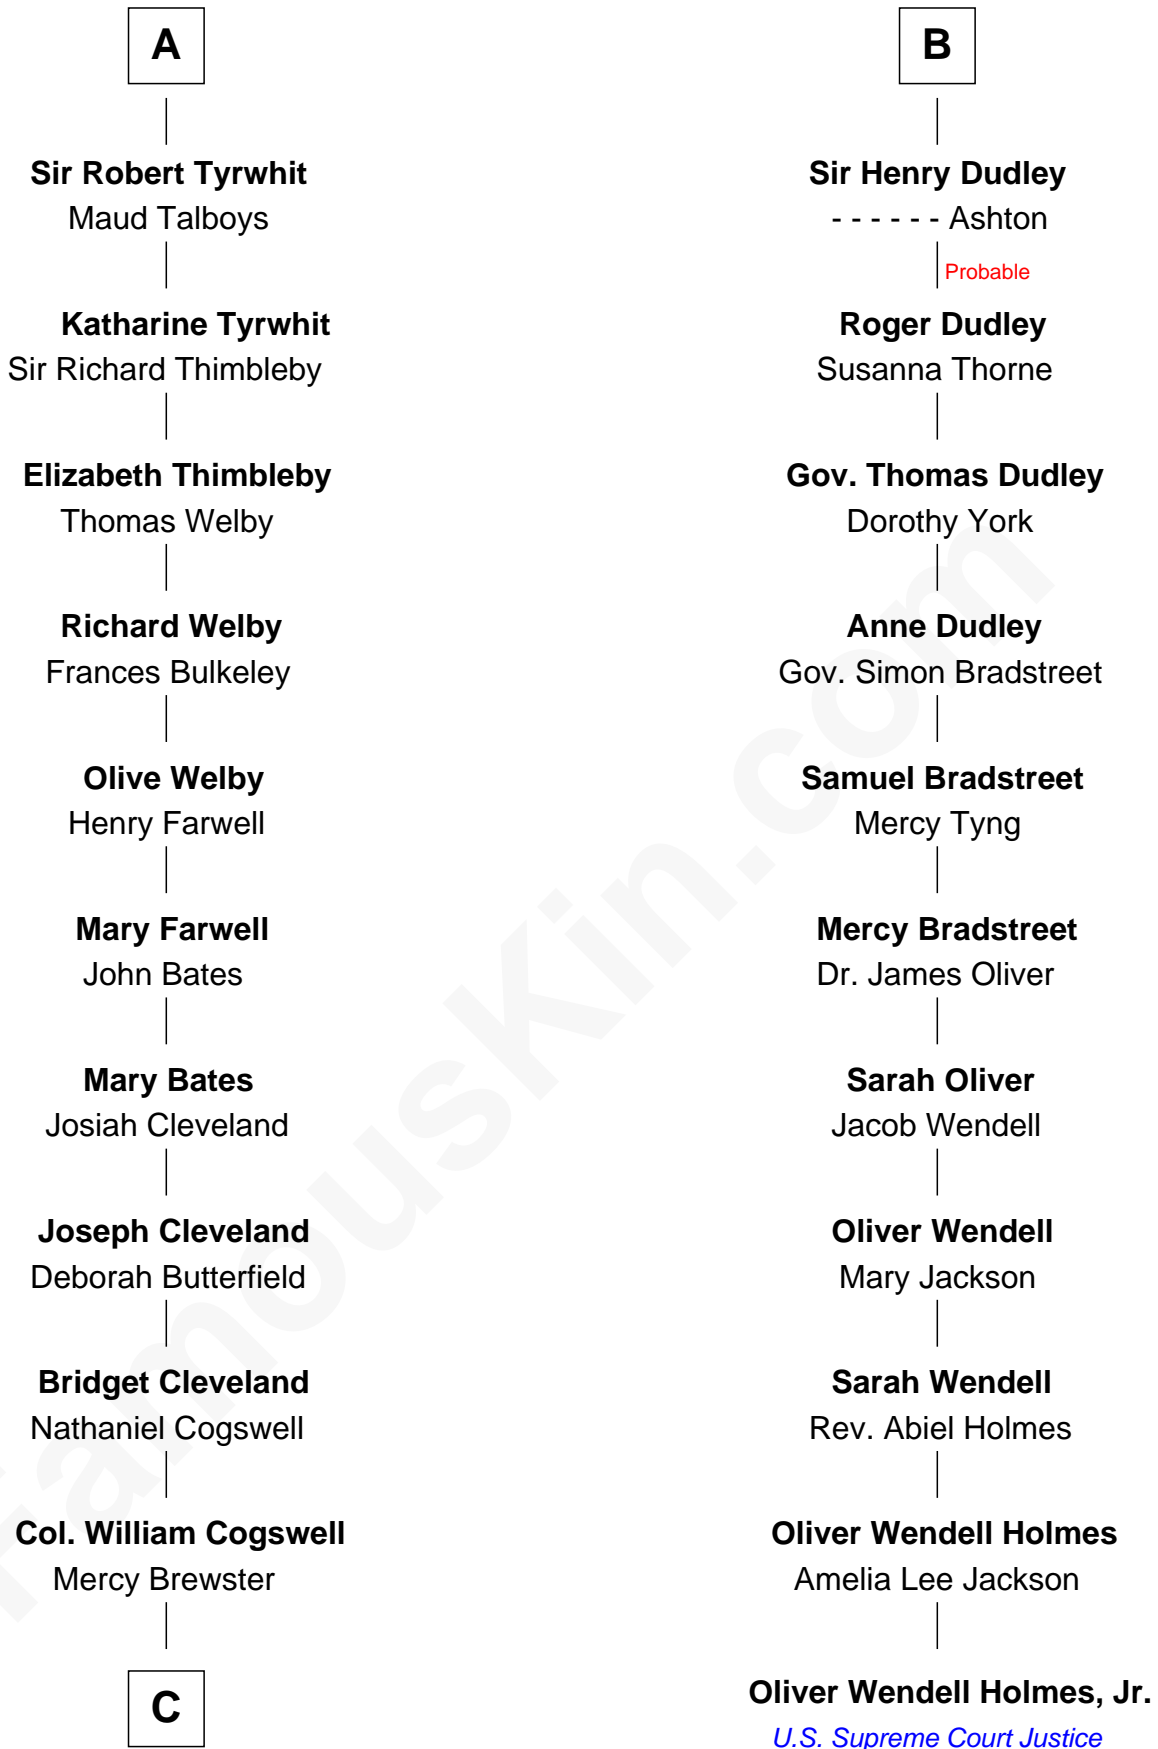 A
Sir Robert Tyrwhit
Maud Talboys
Katharine Tyrwhit
Sir Richard Thimbleby
Elizabeth Thimbleby
Thomas Welby
Richard Welby
Frances Bulkeley
Olive Welby
Henry Farwell
Mary Farwell
John Bates
Mary Bates
Josiah Cleveland
Joseph Cleveland
Deborah Butterfield
Bridget Cleveland
Nathaniel Cogswell
Col. William Cogswell
Mercy Brewster
C
B
Sir Henry Dudley
- - - - - - Ashton
Probable
Roger Dudley
Susanna Thorne
Gov. Thomas Dudley
Dorothy York
Anne Dudley
Gov. Simon Bradstreet
Samuel Bradstreet
Mercy Tyng
Mercy Bradstreet
Dr. James Oliver
Sarah Oliver
Jacob Wendell
Oliver Wendell
Mary Jackson
Sarah Wendell
Rev. Abiel Holmes
Oliver Wendell Holmes
Amelia Lee Jackson
Oliver Wendell Holmes, Jr.
U.S. Supreme Court Justice
FamousKin.com